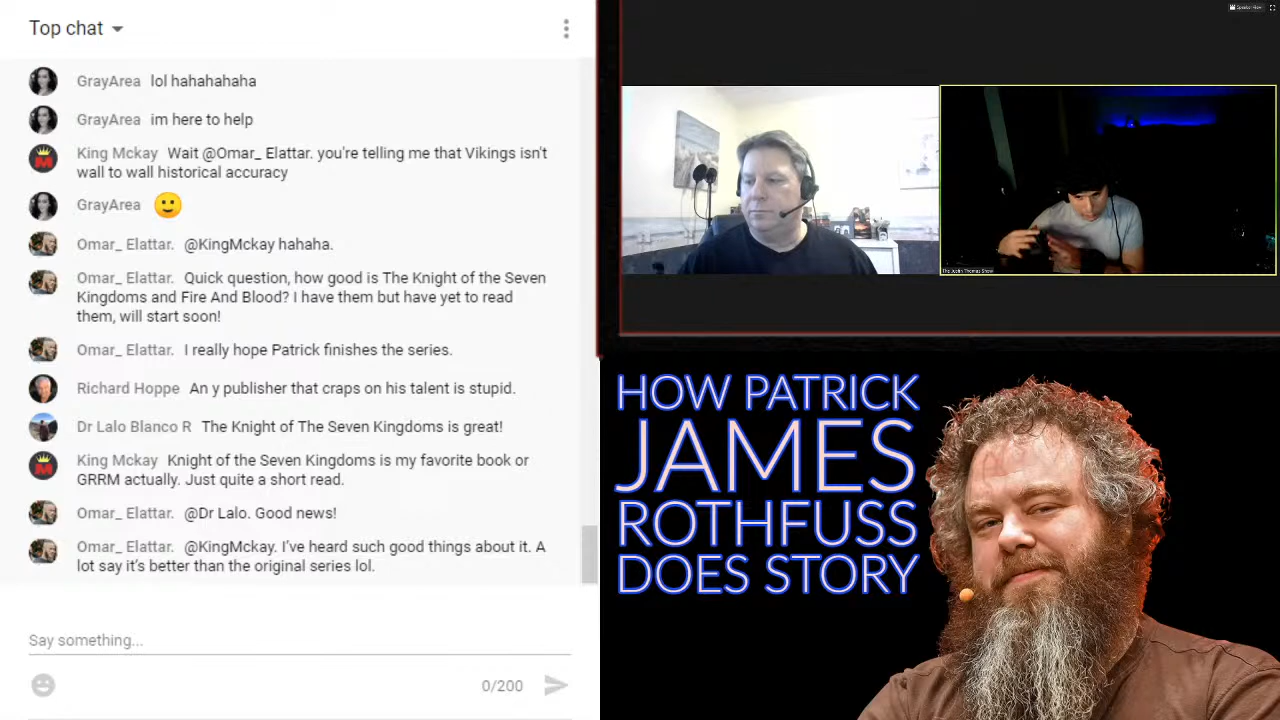 Top chat
GrayArea lol hahahahaha
GrayArea im here to help
King Mckay Wait @Omar_ Elattar. you're telling me that Vikings isn't
wall to wall historical accuracy
GrayArea
Omar_ Elattar. @KingMckay hahaha.
Omar_ Elattar. Quick question, how good is The Knight of the Seven
Kingdoms and Fire And Blood? I have them but have yet to read
them, will start soon!
Omar_ Elattar. I really hope Patrick finishes the series.
Richard Hoppe An y publisher that craps on his talent is stupid.
Dr Lalo Blanco R The Knight of The Seven Kingdoms is great!
King Mckay Knight of the Seven Kingdoms is my favorite book or
GRRM actually. Just quite a short read.
Omar_ Elattar. @Dr Lalo. Good news!
Omar_ Elattar. @KingMckay. I've heard such good things about it. A
lot say it's better than the original series lol.
Say something...
0/200
Speaker View
The Justin Thomas Show
HOW PATRICK
JAMES
ROTHFUSS
DOES STORY